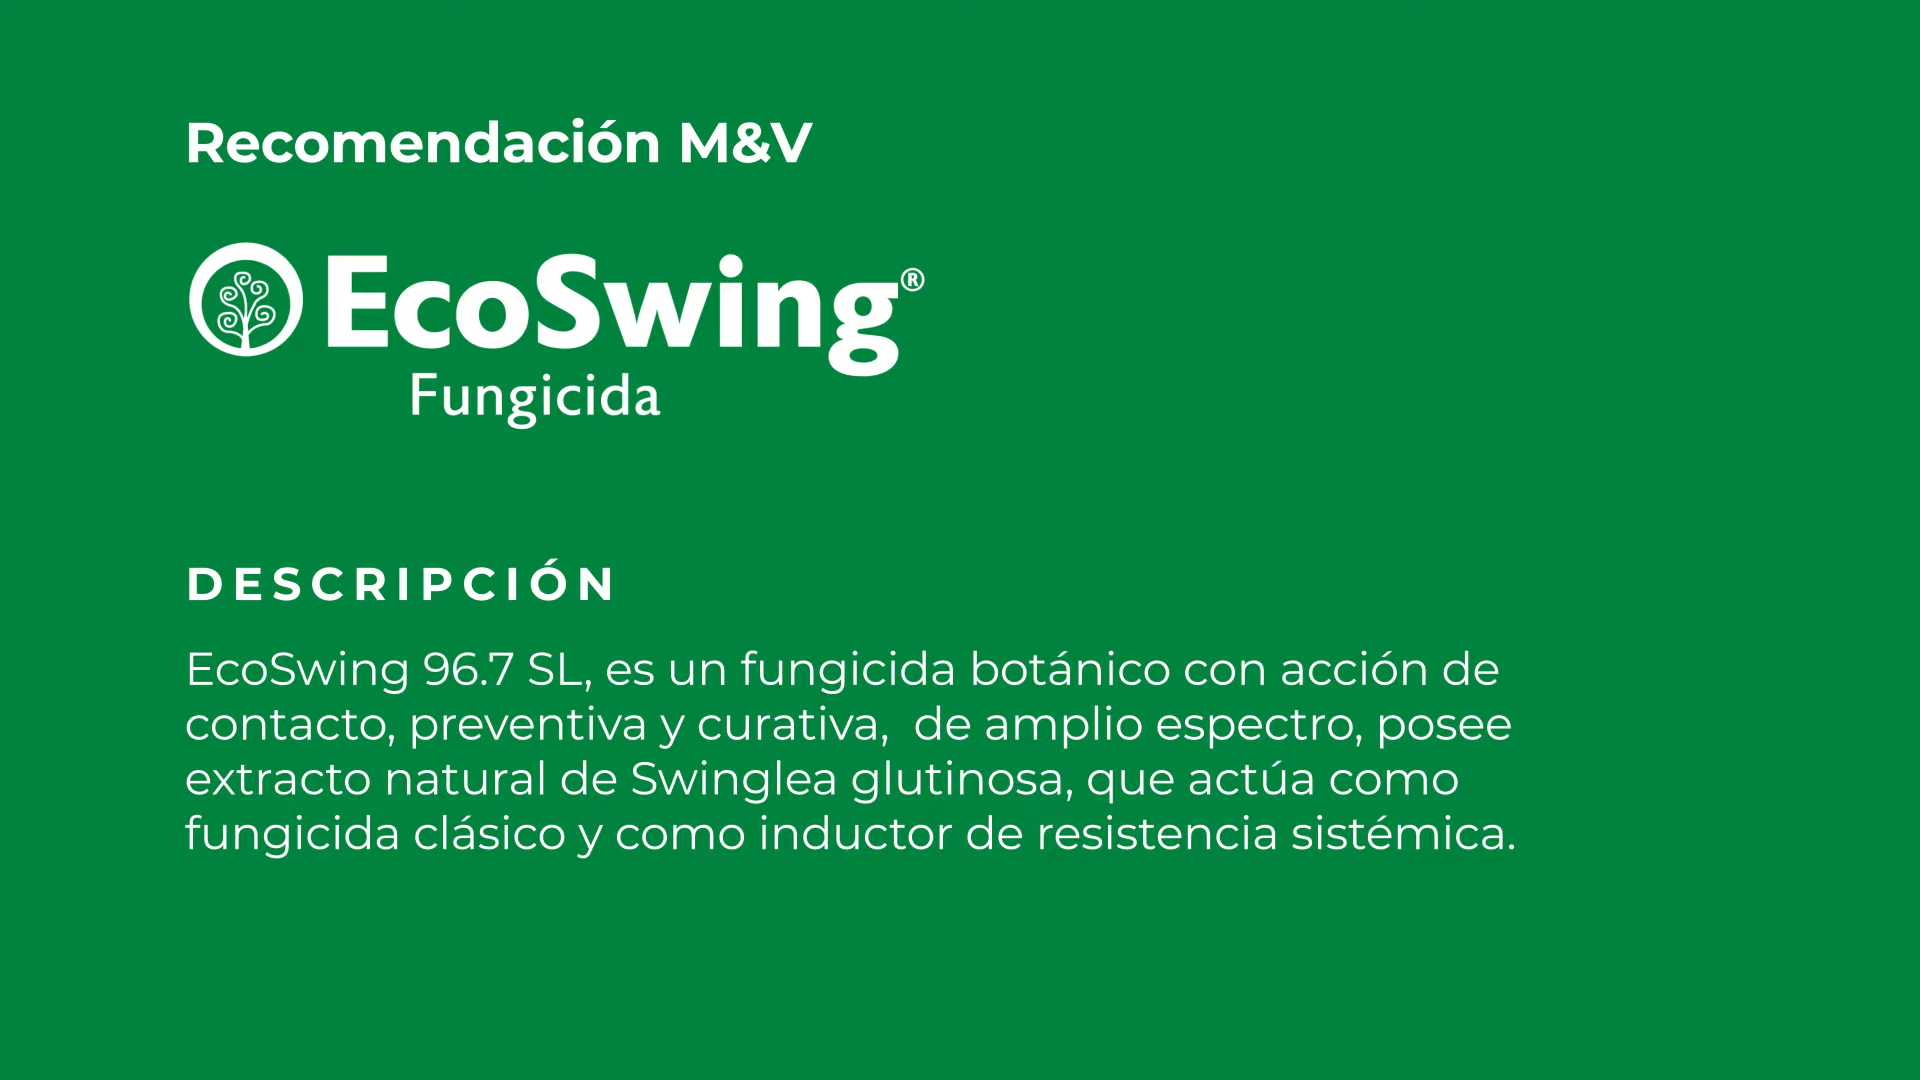 Recomendación M&V
EcoSwing®
Fungicida
DESCRIPCIÓN
EcoSwing 96.7 SL, es un fungicida botánico con acción de
contacto, preventiva y curativa,  de amplio espectro, posee
extracto natural de Swinglea glutinosa, que actúa como
fungicida clásico y como inductor de resistencia sistémica.